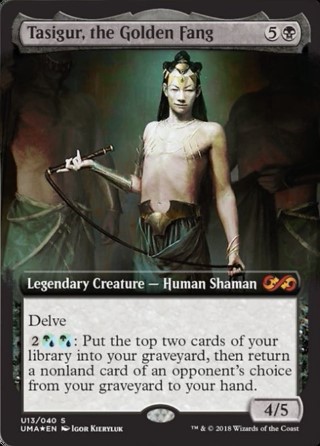 Tasigur, the Golden Fang 5
Legendary Creature — Human Shaman
Delve
2: Put the top two cards of your
library into your graveyard, then return
a nonland card of an opponent's choice
from your graveyard to your hand.
4/5
U13/040 S
UMA EN Igor Kieryluk
™ & © 2018 Wizards of the Coast